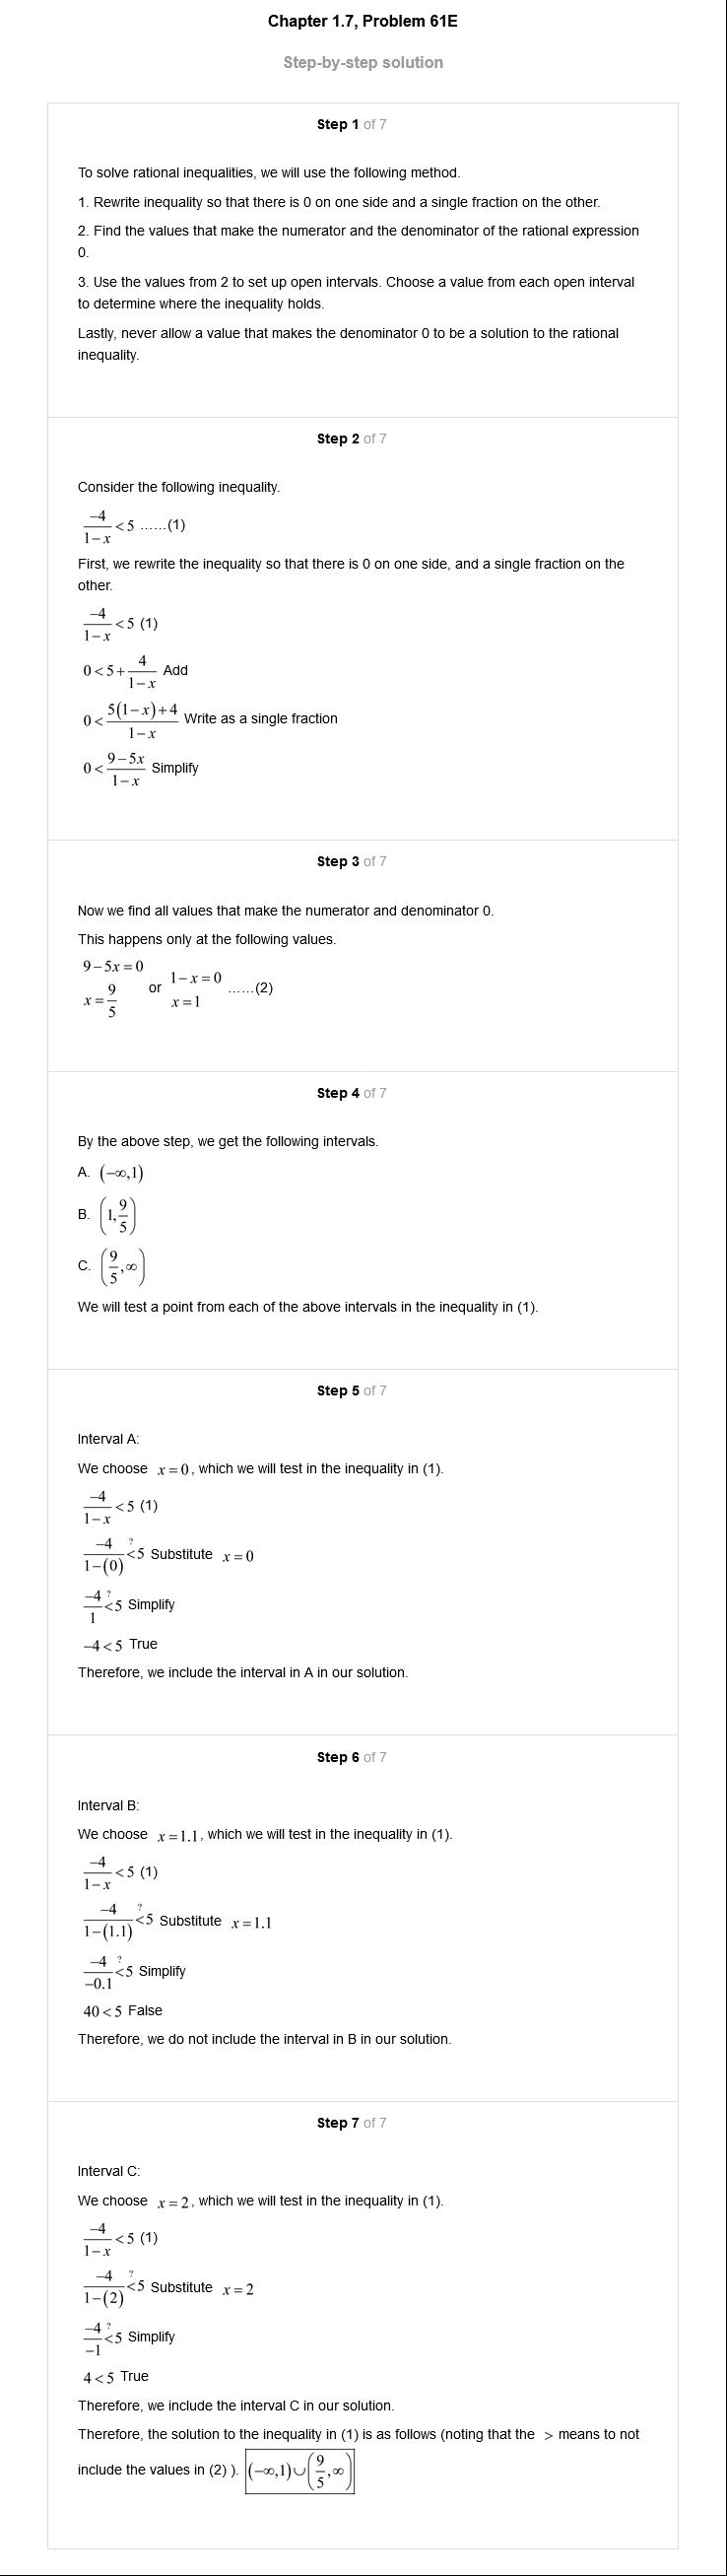 Chapter 1.7, Problem 61E
Step-by-step solution
Step 1 of 7
To solve rational inequalities, we will use the following method.
1. Rewrite inequality so that there is 0 on one side and a single fraction on the other.
2. Find the values that make the numerator and the denominator of the rational expression
0.
3. Use the values from 2 to set up open intervals. Choose a value from each open interval
to determine where the inequality holds.
Lastly, never allow a value that makes the denominator 0 to be a solution to the rational
inequality.
Step 2 of 7
Consider the following inequality.
\frac{-4}{1-x} < 5 ......(1)
First, we rewrite the inequality so that there is 0 on one side, and a single fraction on the
other.
\frac{-4}{1-x} < 5 (1)
0 < 5 + \frac{4}{1-x} Add
0 < \frac{5(1-x)+4}{1-x} Write as a single fraction
0 < \frac{9-5x}{1-x} Simplify
Step 3 of 7
Now we find all values that make the numerator and denominator 0.
This happens only at the following values.
9-5x=0 or 1-x=0 ......(2)
x=\frac{9}{5} x=1
Step 4 of 7
By the above step, we get the following intervals.
A. (-∞,1)
B. (1,\frac{9}{5})
C. (\frac{9}{5},∞)
We will test a point from each of the above intervals in the inequality in (1).
Step 5 of 7
Interval A:
We choose x=0, which we will test in the inequality in (1).
\frac{-4}{1-x} < 5 (1)
\frac{-4}{1-(0)} \overset{?}{<} 5 Substitute x=0
\frac{-4}{1} \overset{?}{<} 5 Simplify
-4 < 5 True
Therefore, we include the interval in A in our solution.
Step 6 of 7
Interval B:
We choose x=1.1, which we will test in the inequality in (1).
\frac{-4}{1-x} < 5 (1)
\frac{-4}{1-(1.1)} \overset{?}{<} 5 Substitute x=1.1
\frac{-4}{-0.1} \overset{?}{<} 5 Simplify
40 < 5 False
Therefore, we do not include the interval in B in our solution.
Step 7 of 7
Interval C:
We choose x=2, which we will test in the inequality in (1).
\frac{-4}{1-x} < 5 (1)
\frac{-4}{1-(2)} \overset{?}{<} 5 Substitute x=2
\frac{-4}{-1} \overset{?}{<} 5 Simplify
4 < 5 True
Therefore, we include the interval C in our solution.
Therefore, the solution to the inequality in (1) is as follows (noting that the > means to not
include the values in (2) ). (-∞,1)∪(\frac{9}{5},∞)